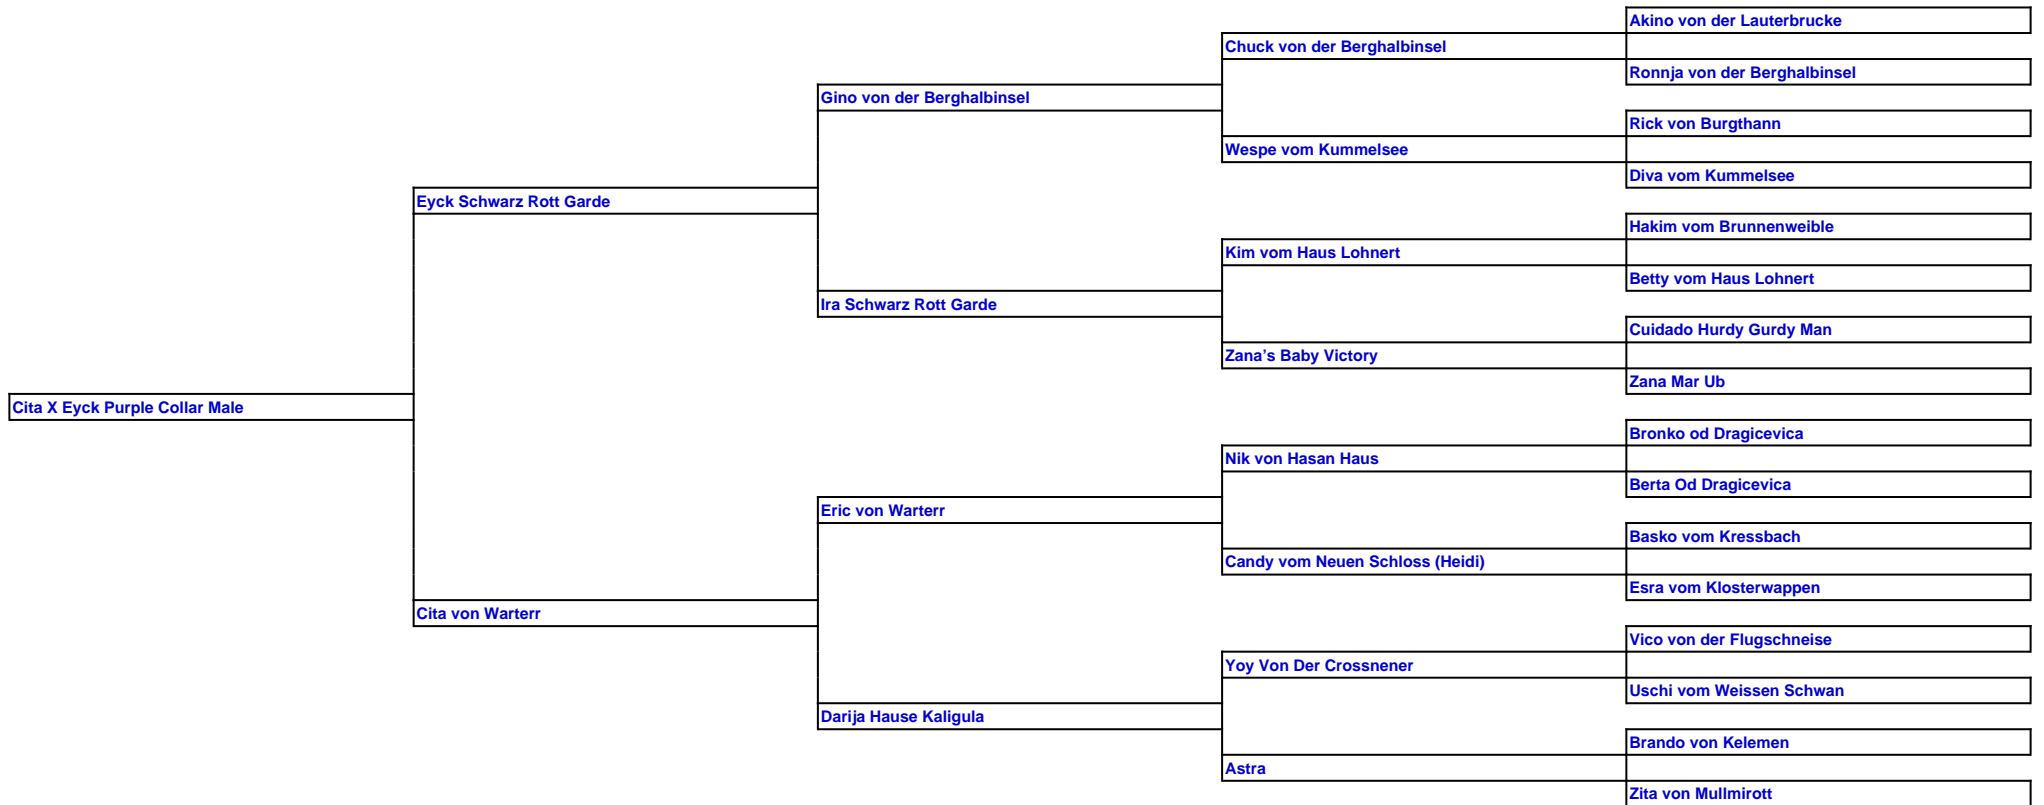 Akino von der Lauterbrucke
Chuck von der Berghalbinsel
Ronnja von der Berghalbinsel
Gino von der Berghalbinsel
Rick von Burgthann
Wespe vom Kummelsee
Diva vom Kummelsee
Eyck Schwarz Rott Garde
Hakim vom Brunnenweible
Kim vom Haus Lohnert
Betty vom Haus Lohnert
Ira Schwarz Rott Garde
Cuidado Hurdy Gurdy Man
Zana’s Baby Victory
Zana Mar Ub
Cita X Eyck Purple Collar Male
Bronko od Dragicevica
Nik von Hasan Haus
Berta Od Dragicevica
Eric von Warterr
Basko vom Kressbach
Candy vom Neuen Schloss (Heidi)
Esra vom Klosterwappen
Cita von Warterr
Vico von der Flugschneise
Yoy Von Der Crossnener
Uschi vom Weissen Schwan
Darija Hause Kaligula
Brando von Kelemen
Astra
Zita von Mullmirott